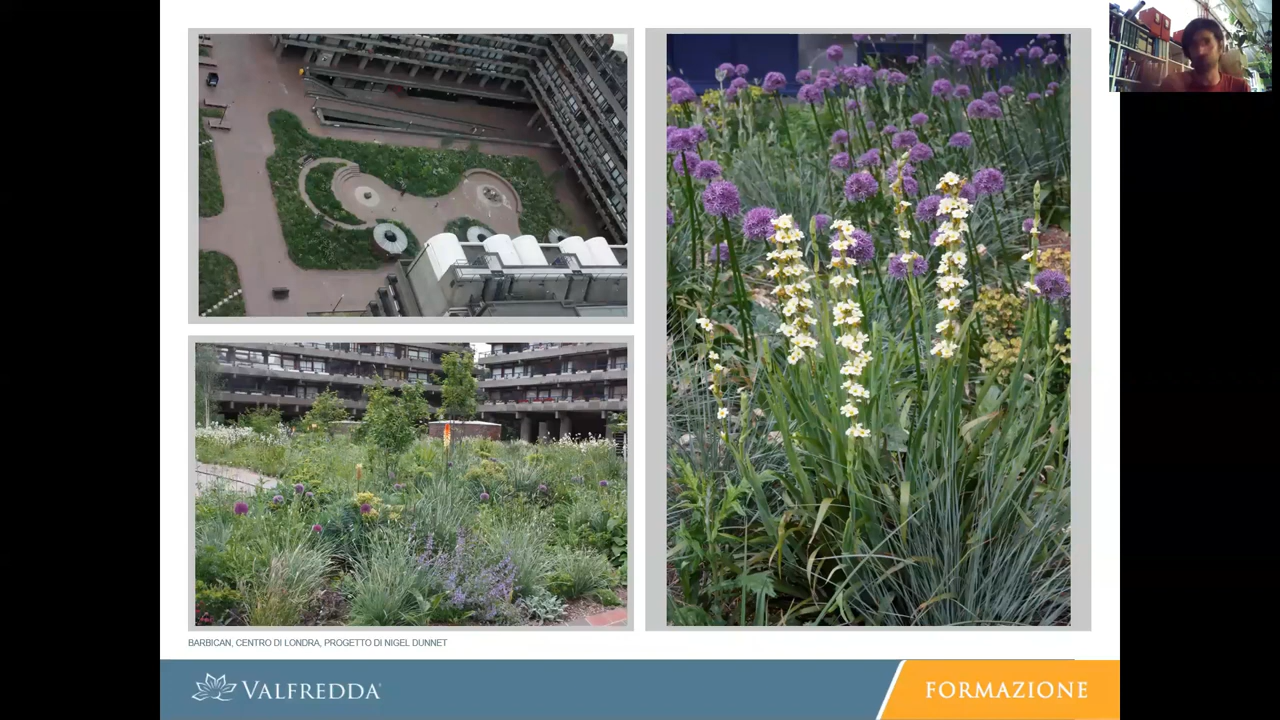 BARBICAN, CENTRO DI LONDRA, PROGETTO DI NIGEL DUNNET
VALFREDDA
FORMAZIONE